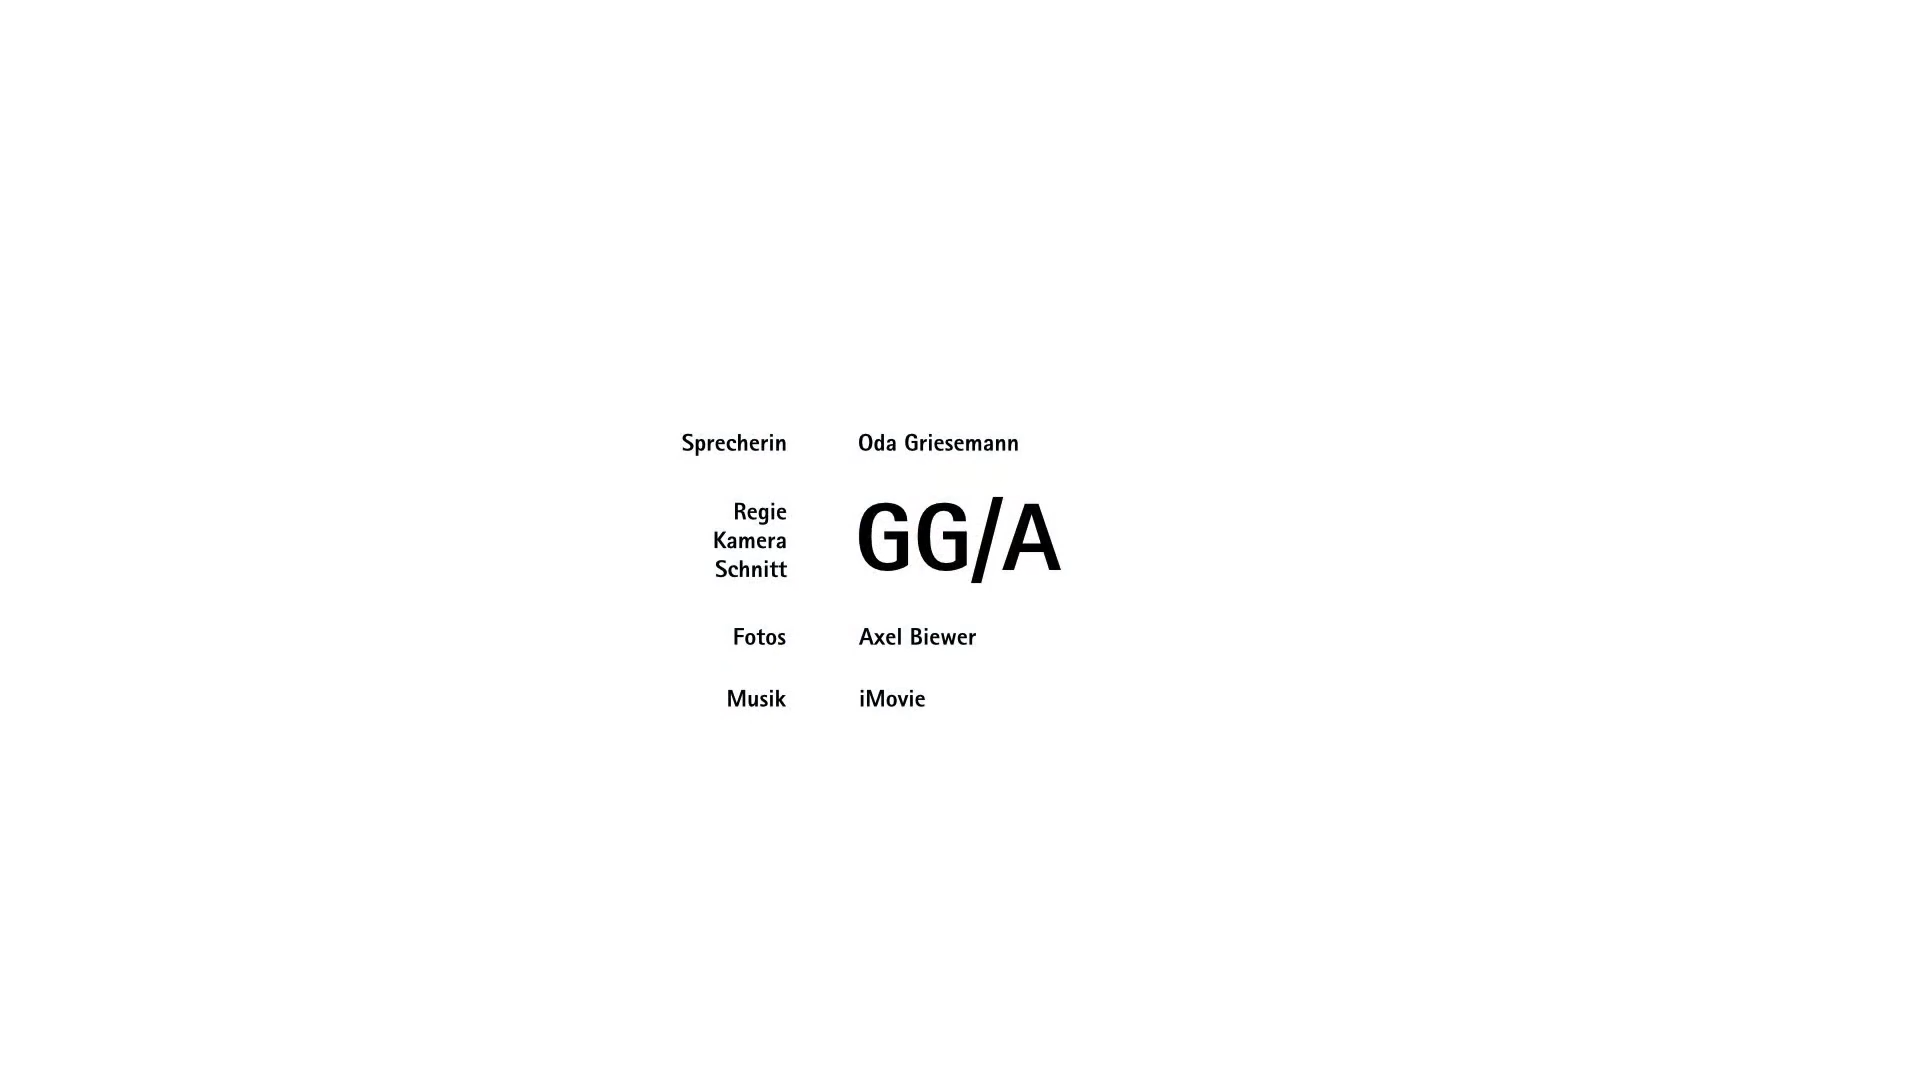 Sprecherin Oda Griesemann
Regie
Kamera GG/A
Schnitt
Fotos Axel Biewer
Musik iMovie